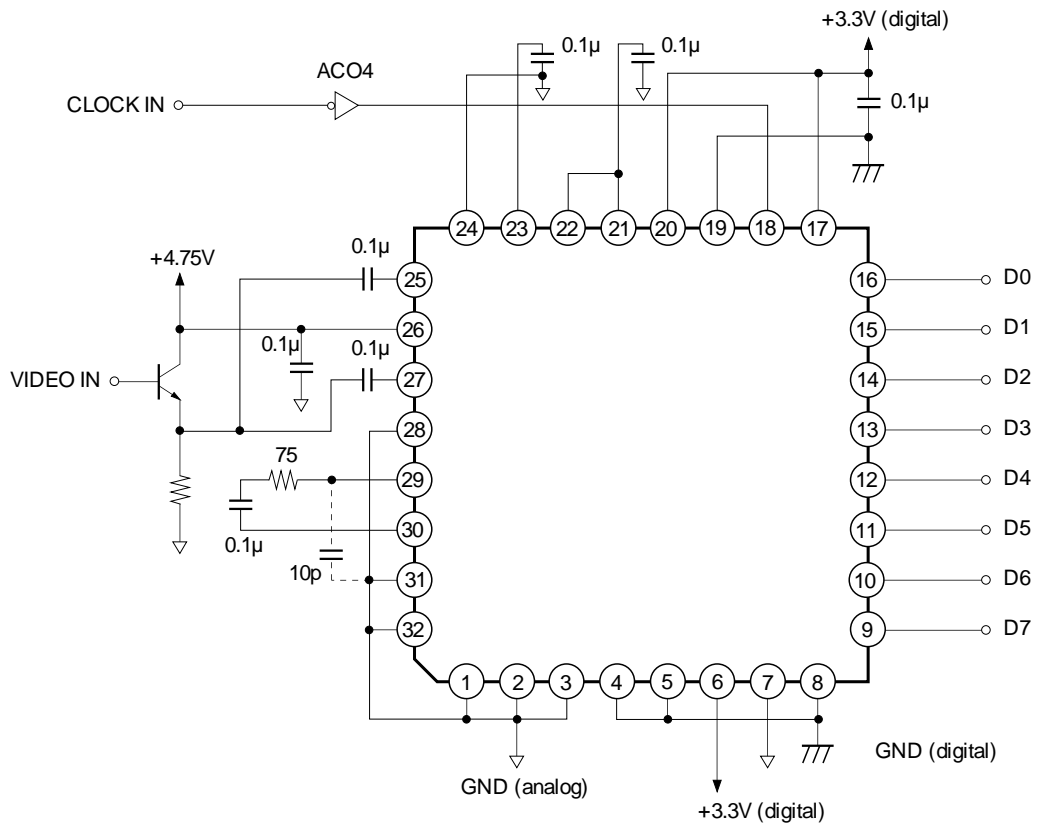 +3.3V (digital)
0.1µ
0.1µ
ACO4
CLOCK IN
0.1µ
24
23
22
21
20
19
18
17
+4.75V
0.1µ
25
16
D0
26
15
D1
0.1µ
0.1µ
VIDEO IN
27
14
D2
28
13
D3
75
29
12
D4
30
11
D5
0.1µ
10p
31
10
D6
32
9
D7
1
2
3
4
5
6
7
8
GND (digital)
GND (analog)
+3.3V (digital)